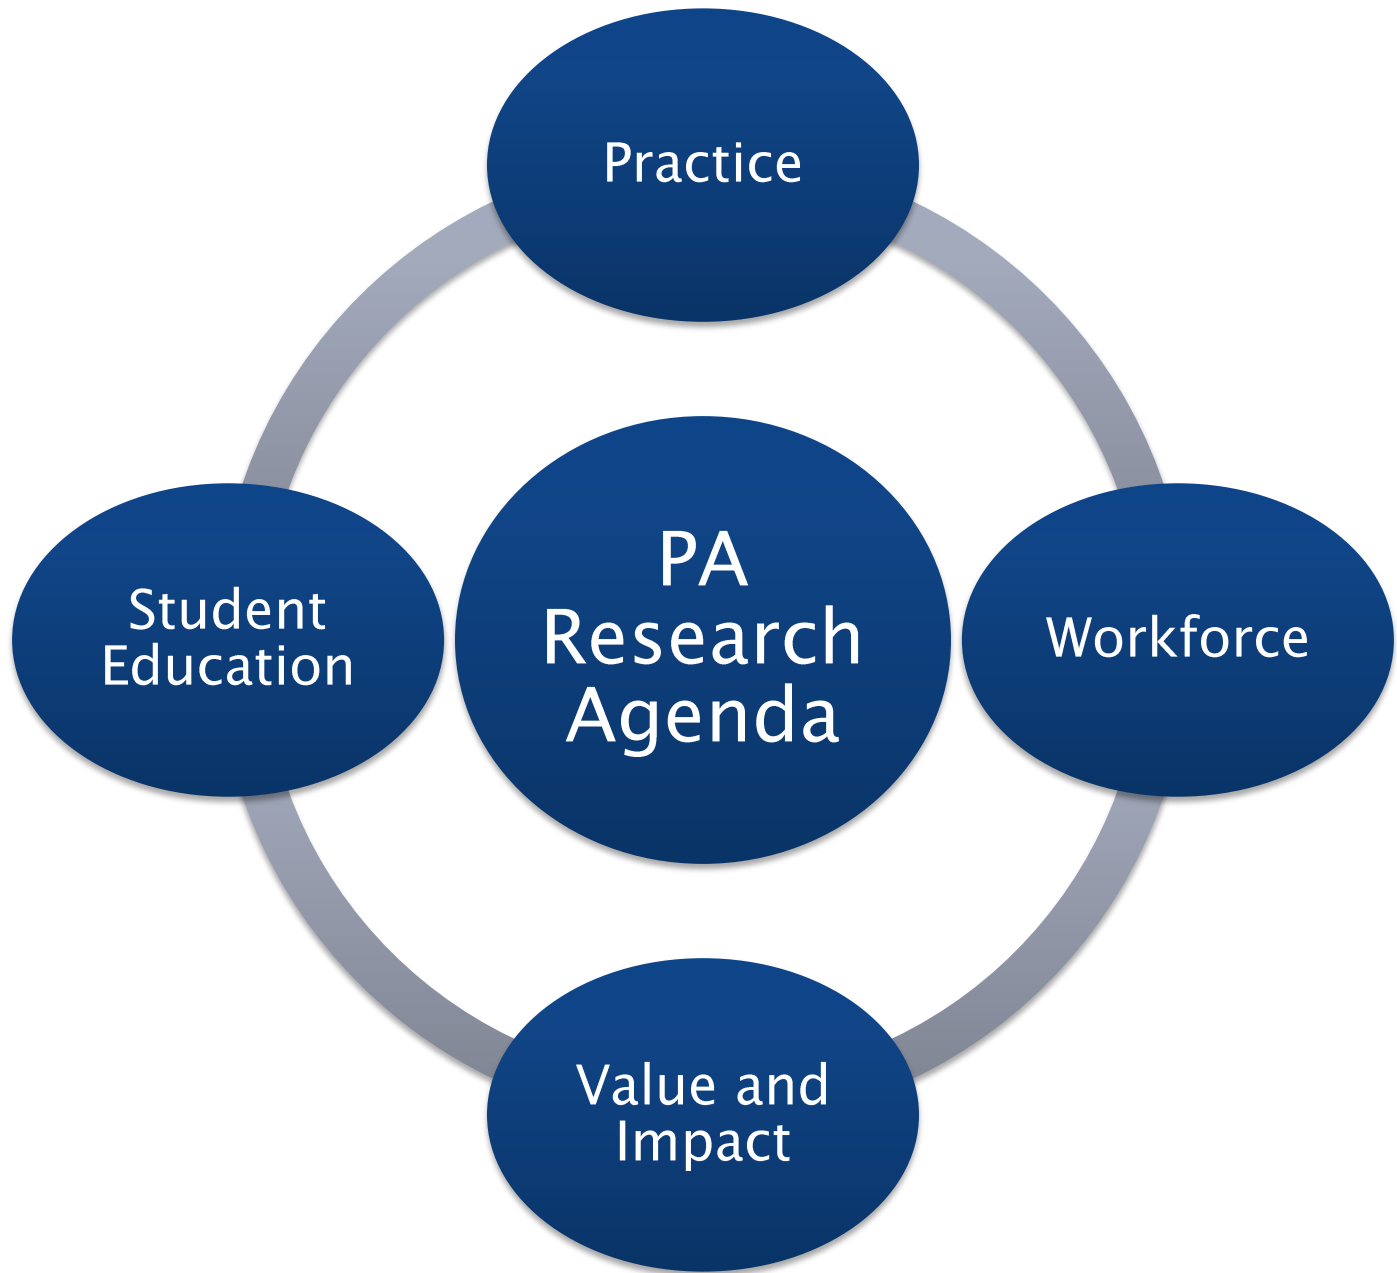 Practice
PA
Research
Agenda
Student
Education
Workforce
Value and
Impact